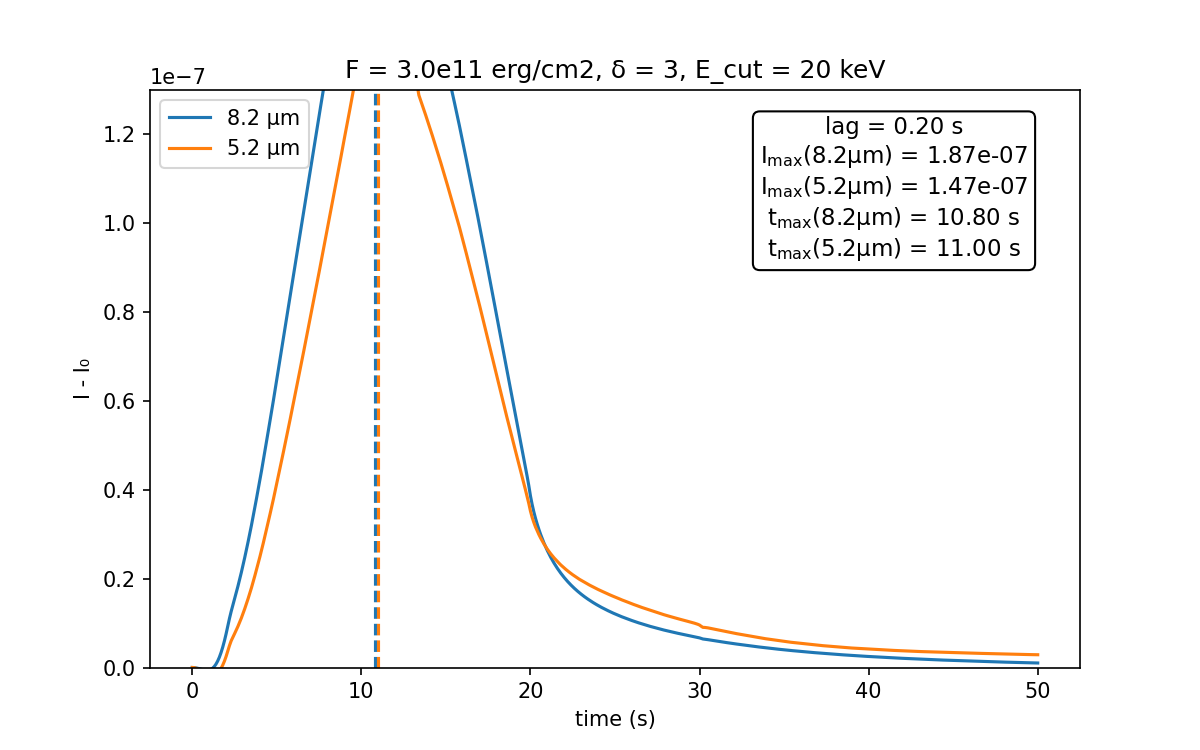 F = 3.0e11 erg/cm2, δ = 3, E_cut = 20 keV
1e−7
8.2 μm
5.2 μm
lag = 0.20 s
Imax(8.2μm) = 1.87e-07
Imax(5.2μm) = 1.47e-07
tmax(8.2μm) = 10.80 s
tmax(5.2μm) = 11.00 s
1.2
1.0
0.8
0.6
0.4
0.2
0.0
I - I₀
0 10 20 30 40 50
time (s)